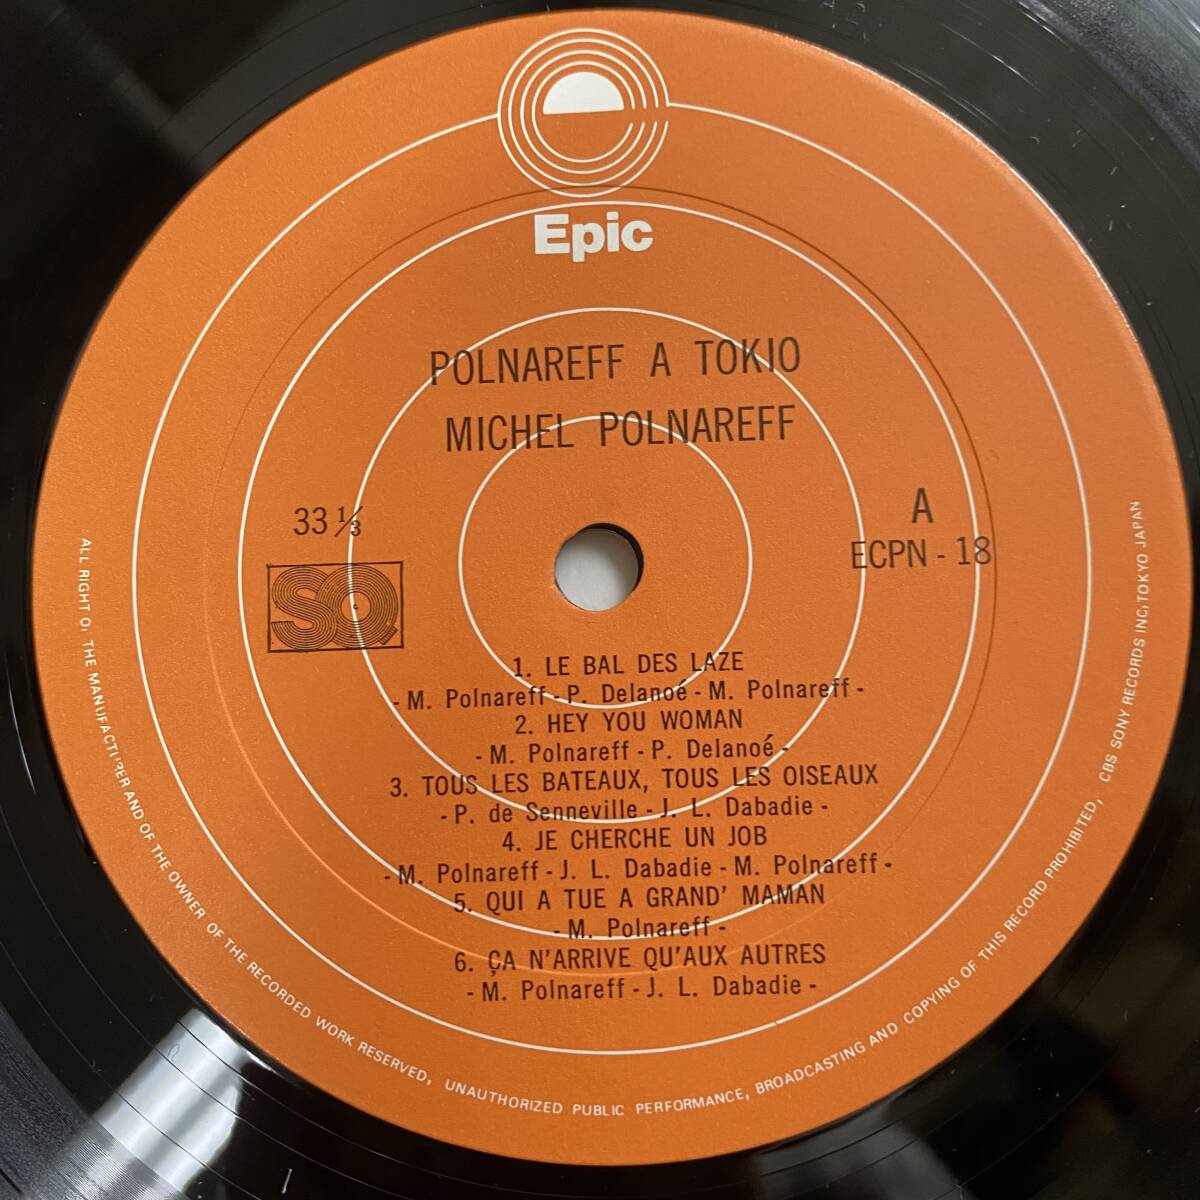 Epic
POLNAREFF A TOKIO
MICHEL POLNAREFF
33 ⅓
A
ECPN - 18
SQ
1. LE BAL DES LAZE
- M. Polnareff - P. Delanoé - M. Polnareff -
2. HEY YOU WOMAN
- M. Polnareff - P. Delanoé -
3. TOUS LES BATEAUX, TOUS LES OISEAUX
- P. de Senneville - J. L. Dabadie -
4. JE CHERCHE UN JOB
- M. Polnareff - J. L. Dabadie - M. Polnareff -
5. QUI A TUE A GRAND' MAMAN
- M. Polnareff -
6. ÇA N'ARRIVE QU'AUX AUTRES
- M. Polnareff - J. L. Dabadie -
ALL RIGHT OF THE MANUFACTURER AND OF THE OWNER OF THE RECORDED WORK RESERVED, UNAUTHORIZED PUBLIC PERFORMANCE, BROADCASTING AND COPYING OF THIS RECORD PROHIBITED, CBS SONY RECORDS INC, TOKYO JAPAN